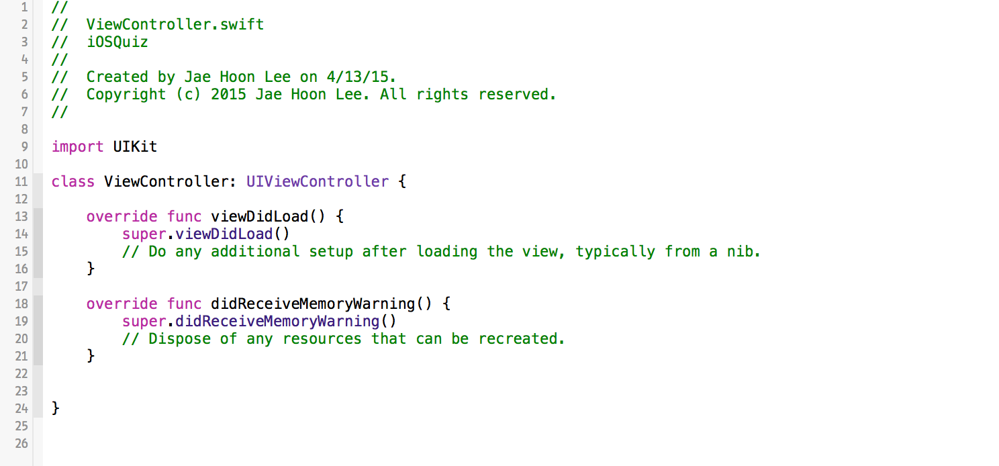 1 //
2 //  ViewController.swift
3 //  iOSQuiz
4 //
5 //  Created by Jae Hoon Lee on 4/13/15.
6 //  Copyright (c) 2015 Jae Hoon Lee. All rights reserved.
7 //
8
9 import UIKit
10
11 class ViewController: UIViewController {
12
13     override func viewDidLoad() {
14         super.viewDidLoad()
15         // Do any additional setup after loading the view, typically from a nib.
16     }
17
18     override func didReceiveMemoryWarning() {
19         super.didReceiveMemoryWarning()
20         // Dispose of any resources that can be recreated.
21     }
22
23
24 }
25
26